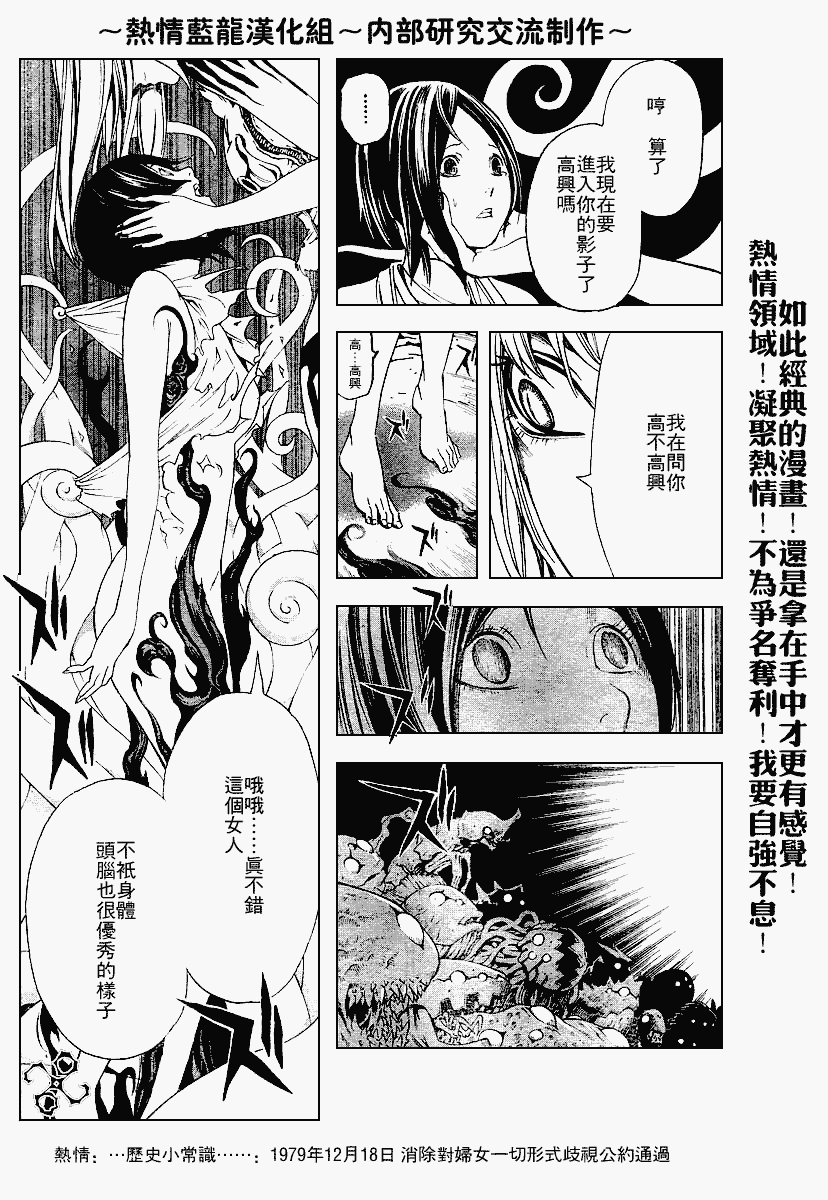 ～熱情藍龍漢化組～内部研究交流制作～
哼
算了
我現在要
進入你的影子了
高興嗎
……
我在問你
高不高興
高…高興
哦哦……眞不錯
這個女人
不祇身體
頭腦也很優秀的樣子
如此經典的漫畫！還是拿在手中才更有感覺！
熱情領域！凝聚熱情！不為爭名奪利！我要自強不息！
熱情：…歷史小常識……：1979年12月18日 消除對婦女一切形式歧視公約通過